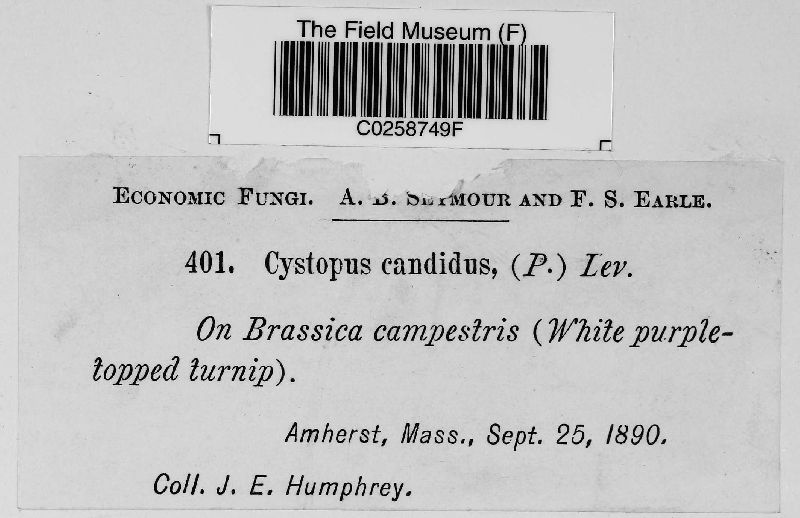 The Field Museum (F)
C0258749F
ECONOMIC FUNGI. A. B. SEYMOUR AND F. S. EARLE.
401. Cystopus candidus, (P.) Lev.
On Brassica campestris (White purple-
topped turnip).
Amherst, Mass., Sept. 25, 1890.
Coll. J. E. Humphrey.